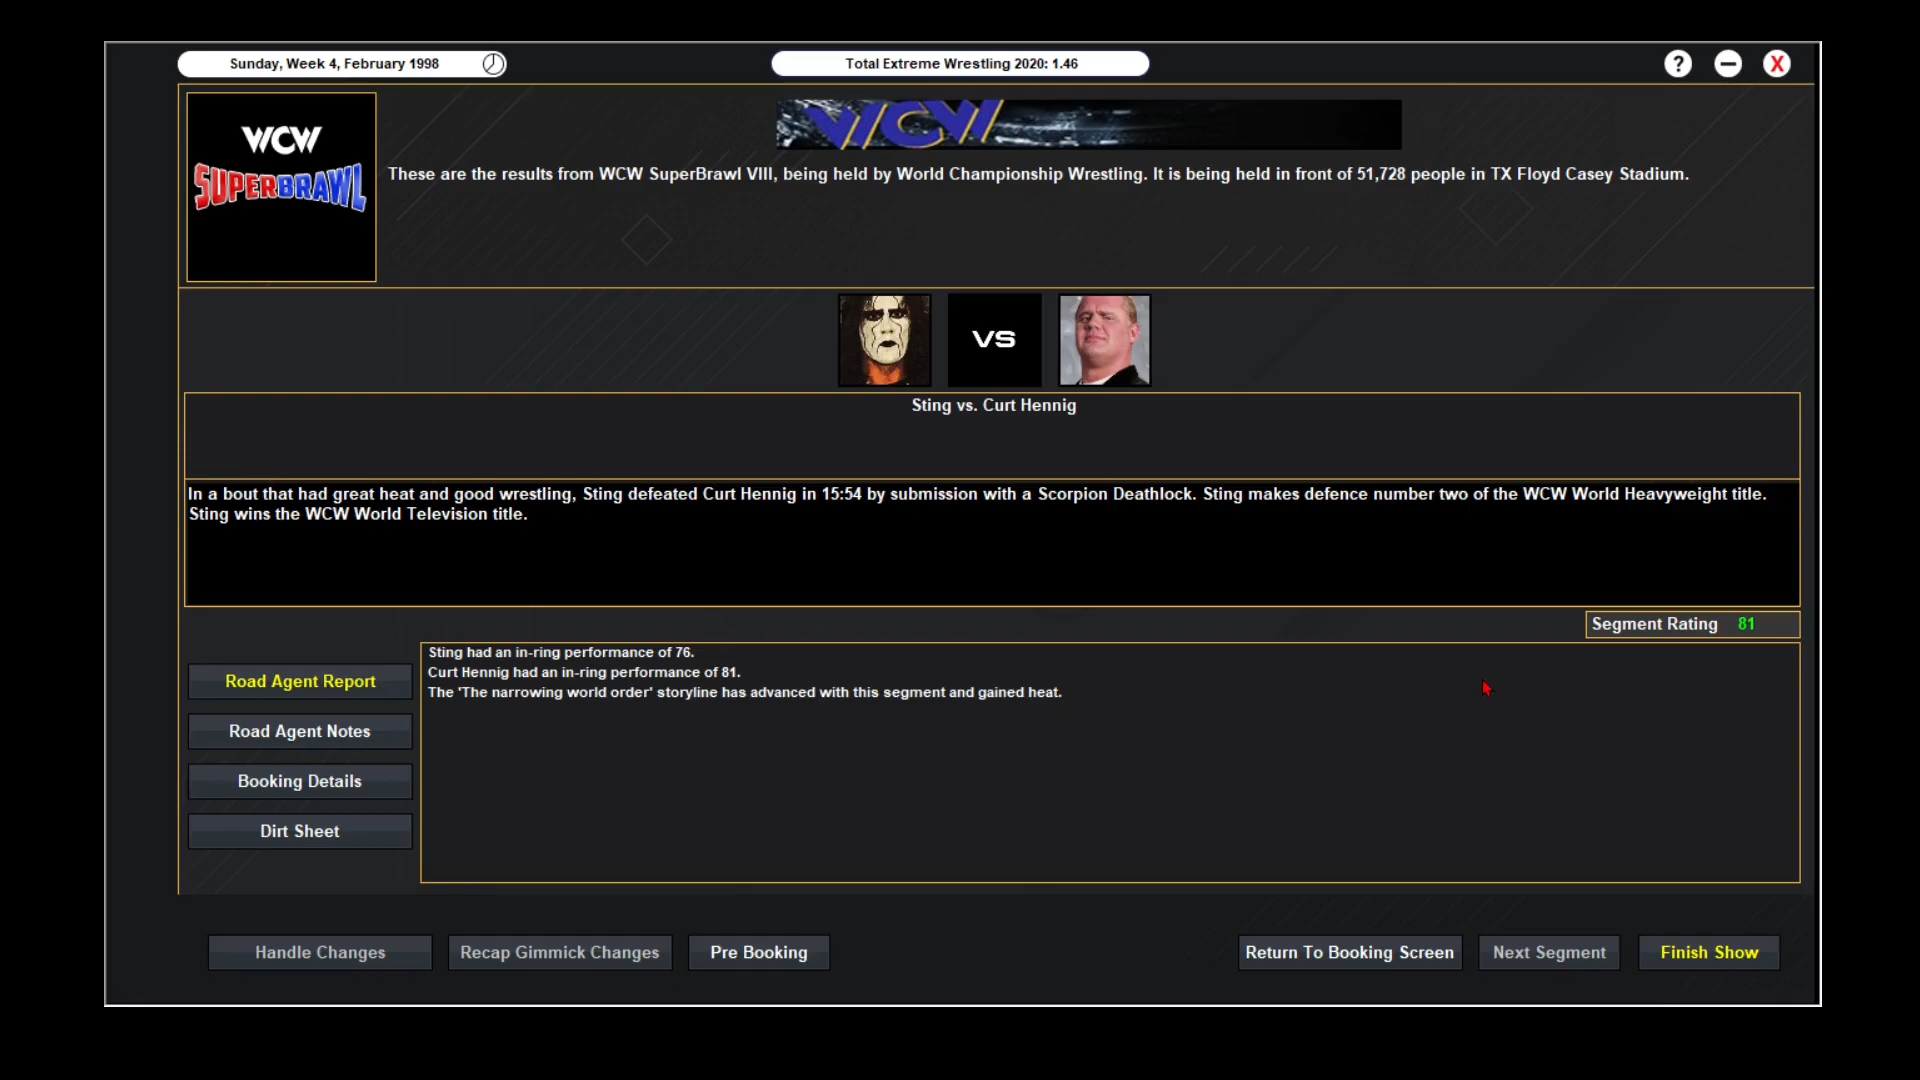 Sunday, Week 4, February 1998
Total Extreme Wrestling 2020: 1.46
?
X
WCW
SUPERBRAWL
WCW
These are the results from WCW SuperBrawl VIII, being held by World Championship Wrestling. It is being held in front of 51,728 people in TX Floyd Casey Stadium.
VS
Sting vs. Curt Hennig
In a bout that had great heat and good wrestling, Sting defeated Curt Hennig in 15:54 by submission with a Scorpion Deathlock. Sting makes defence number two of the WCW World Heavyweight title.
Sting wins the WCW World Television title.
Segment Rating 81
Road Agent Report
Road Agent Notes
Booking Details
Dirt Sheet
Sting had an in-ring performance of 76.
Curt Hennig had an in-ring performance of 81.
The 'The narrowing world order' storyline has advanced with this segment and gained heat.
Handle Changes
Recap Gimmick Changes
Pre Booking
Return To Booking Screen
Next Segment
Finish Show